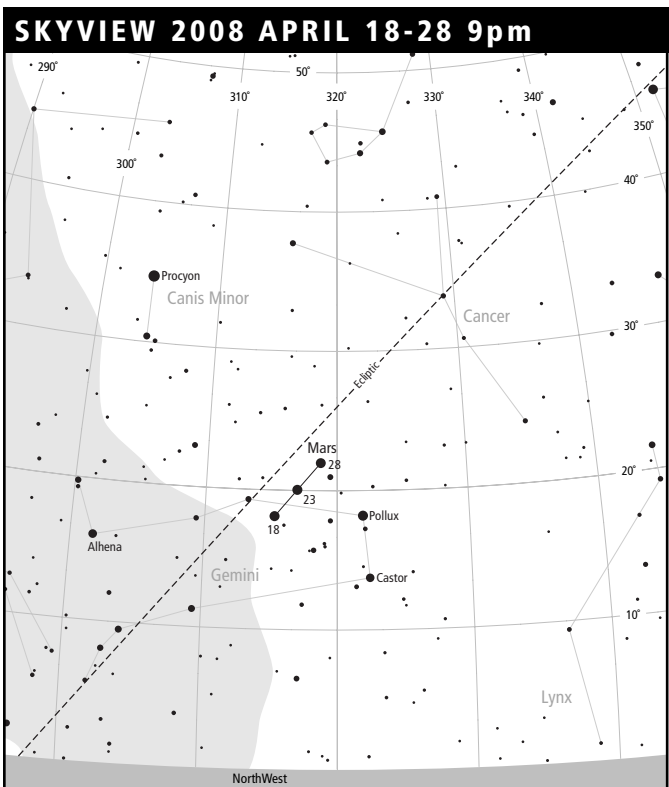 SKYVIEW 2008 APRIL 18-28 9pm
290°
50°
310°
320°
330°
340°
350°
300°
40°
Procyon
Canis Minor
Cancer
30°
Ecliptic
Mars
28
20°
23
18
Pollux
Alhena
Gemini
Castor
10°
Lynx
NorthWest